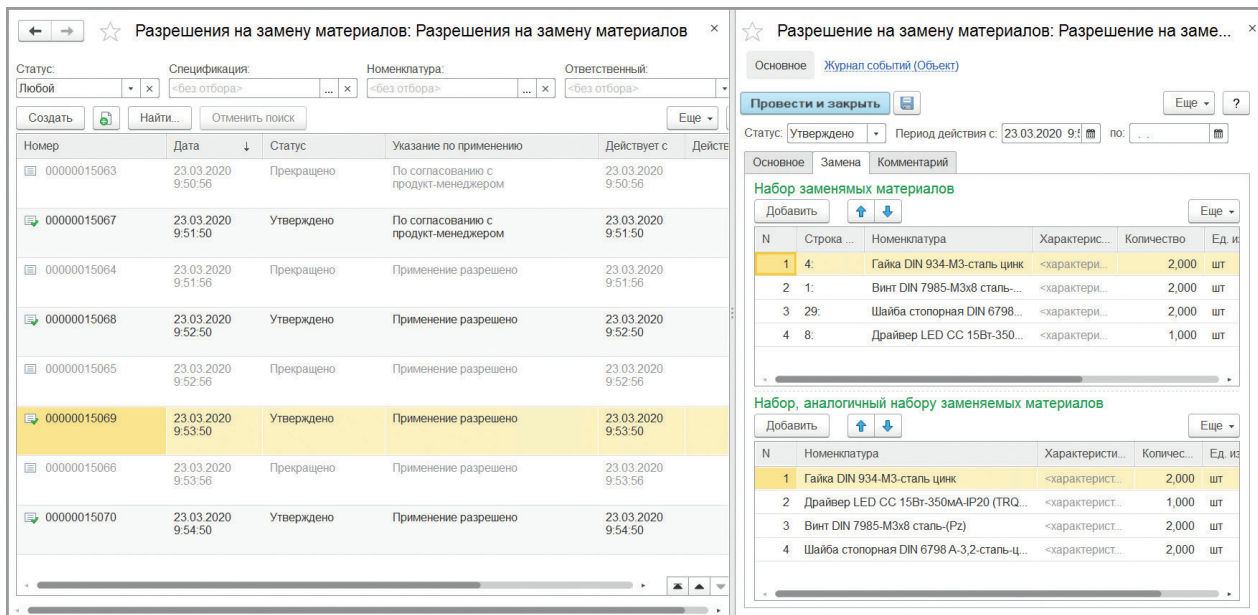 Разрешения на замену материалов: Разрешения на замену материалов
Статус: Спецификация: Номенклатура: Ответственный:
Любой <без отбора> ... <без отбора> ... <без отбора>
Создать Найти... Отменить поиск Еще
Номер Дата Статус Указание по применению Действует с Действ
00000015063 23.03.2020 Прекращено По согласованию с 23.03.2020
9:50:56 продукт-менеджером 9:50:56
00000015067 23.03.2020 Утверждено По согласованию с 23.03.2020
9:51:50 продукт-менеджером 9:51:50
00000015064 23.03.2020 Прекращено Применение разрешено 23.03.2020
9:51:56 9:51:56
00000015068 23.03.2020 Утверждено Применение разрешено 23.03.2020
9:52:50 9:52:50
00000015065 23.03.2020 Прекращено Применение разрешено 23.03.2020
9:52:56 9:52:56
00000015069 23.03.2020 Утверждено Применение разрешено 23.03.2020
9:53:50 9:53:50
00000015066 23.03.2020 Прекращено Применение разрешено 23.03.2020
9:53:56 9:53:56
00000015070 23.03.2020 Утверждено Применение разрешено 23.03.2020
9:54:50 9:54:50
Разрешение на замену материалов: Разрешение на заме...
Основное Журнал событий (Объект)
Провести и закрыть Еще ?
Статус: Утверждено Период действия с: 23.03.2020 9:5 по: . .
Основное Замена Комментарий
Набор заменямых материалов
Добавить Еще
N Строка ... Номенклатура Характерис... Количество Ед. из
1 4: Гайка DIN 934-М3-сталь цинк <характери... 2,000 шт
2 1: Винт DIN 7985-М3х8 сталь-... <характери... 2,000 шт
3 29: Шайба стопорная DIN 6798... <характери... 2,000 шт
4 8: Драйвер LED CC 15Вт-350... <характери... 1,000 шт
Набор, аналогичный набору заменяемых материалов
Добавить Еще
N Номенклатура Характеристи... Количес... Ед. из
1 Гайка DIN 934-М3-сталь цинк <характерист... 2,000 шт
2 Драйвер LED CC 15Вт-350мА-IP20 (TRQ... <характерист... 1,000 шт
3 Винт DIN 7985-М3х8 сталь-(Pz) <характерист... 2,000 шт
4 Шайба стопорная DIN 6798 А-3,2-сталь-ц... <характерист... 2,000 шт